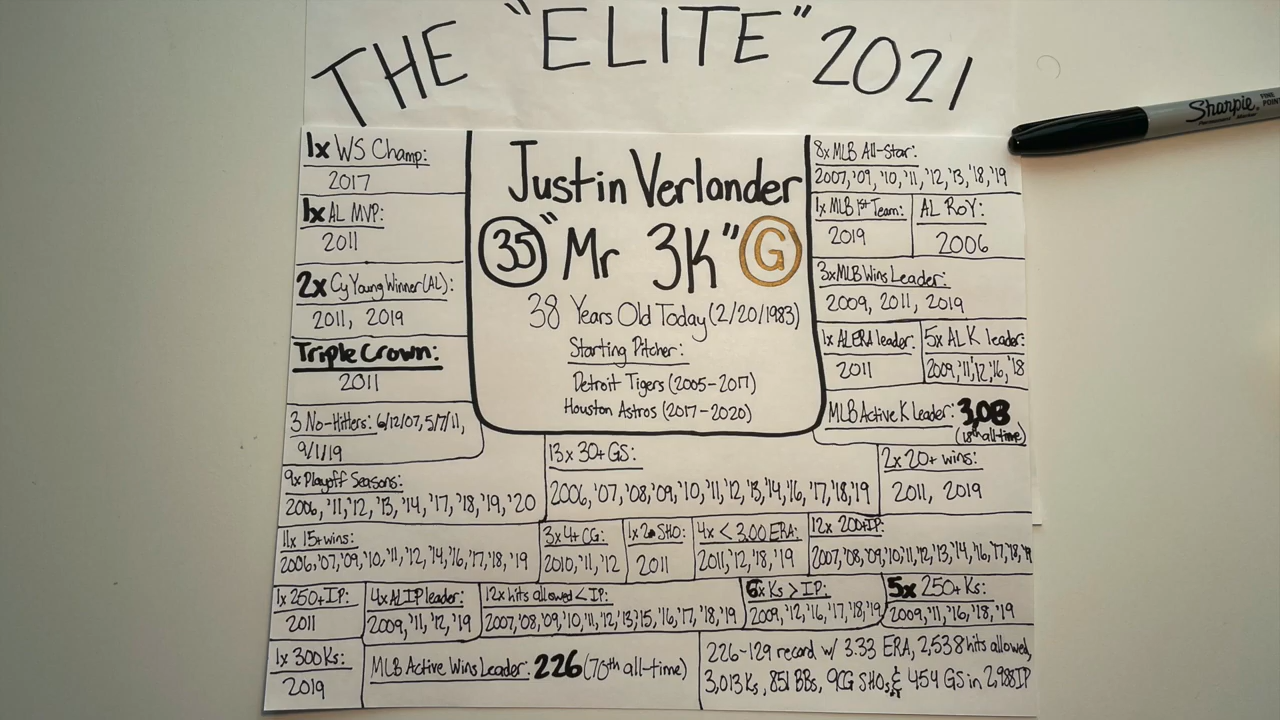 THE "ELITE" 2021
Sharpie
FINE POINT
Permanent Marker
1x WS Champ:
2017
1x AL MVP:
2011
2x Cy Young Winner (AL):
2011, 2019
Triple Crown:
2011
3 No-Hitters: 6/12/07, 5/7/11,
9/1/19
Justin Verlander
35 "Mr 3K" G
38 Years Old Today (2/20/1983)
Starting Pitcher:
Detroit Tigers (2005-2017)
Houston Astros (2017-2020)
8x MLB All-Star:
2007, '09, '10, '11, '12, '13, '18, '19
1x MLB 1st Team:
2019
AL RoY:
2006
3x MLB Wins Leader:
2009, 2011, 2019
1x AL ERA leader:
2011
5x AL K leader:
2009, '11, '12, '16, '18
MLB Active K Leader: 3,013
(18th all-time)
9x Playoff Seasons:
2006, '11, '12, '13, '14, '17, '18, '19, '20
13x 30+ GS:
2006, '07, '08, '09, '10, '11, '12, '13, '14, '16, '17, '18, '19
2x 20+ wins:
2011, 2019
11x 15+ wins:
2006, '07, '09, '10, '11, '12, '14, '16, '17, '18, '19
3x 4+ CG:
2010, '11, '12
1x 2 SHO:
2011
4x < 3.00 ERA:
2011, '12, '18, '19
12x 200+ IP:
2007, '08, '09, '10, '11, '12, '13, '14, '16, '17, '18, '19
1x 250+ IP:
2011
4x AL IP leader:
2009, '11, '12, '19
12x hits allowed < IP:
2007, '08, '09, '10, '11, '12, '13, '15, '16, '17, '18, '19
6x Ks > IP:
2009, '12, '16, '17, '18, '19
5x 250+ Ks:
2009, '11, '16, '18, '19
1x 300 Ks:
2019
MLB Active Wins Leader: 226 (70th all-time)
226-129 record w/ 3.33 ERA, 2,538 hits allowed,
3,013 Ks, 851 BBs, 9 CG SHOs, & 454 GS in 2,988 IP